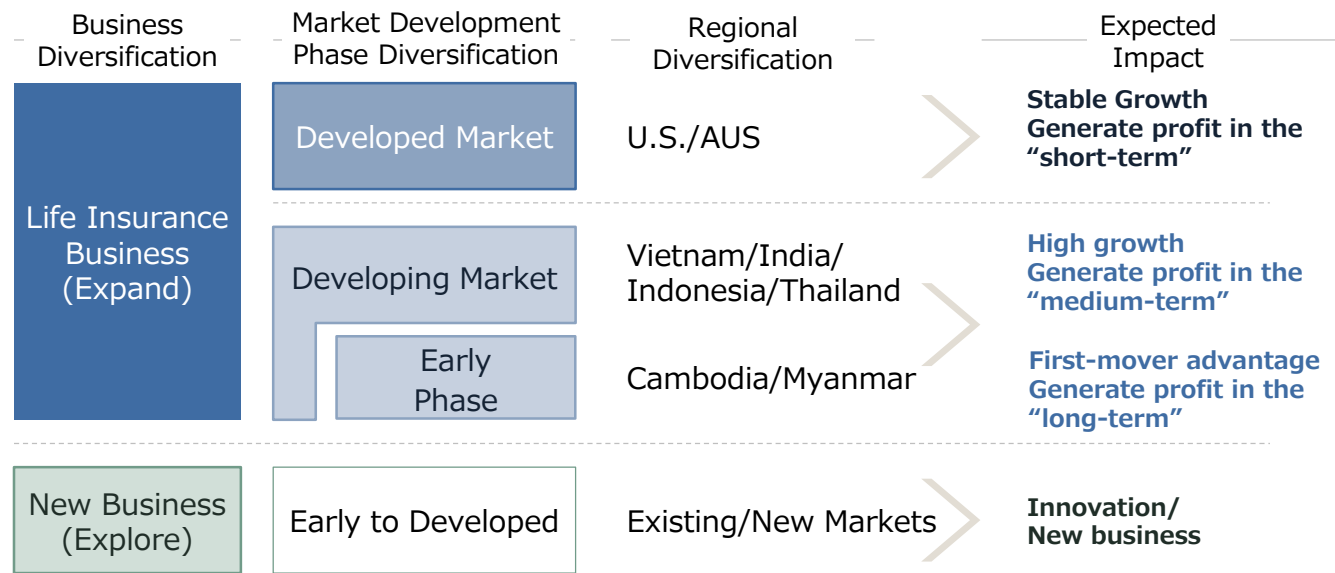 Business
Diversification
Market Development
Phase Diversification
Regional
Diversification
Expected
Impact
Life Insurance
Business
(Expand)
Developed Market
U.S./AUS
Stable Growth
Generate profit in the
“short-term”
Developing Market
Vietnam/India/
Indonesia/Thailand
High growth
Generate profit in the
“medium-term”
Early
Phase
Cambodia/Myanmar
First-mover advantage
Generate profit in the
“long-term”
New Business
(Explore)
Early to Developed
Existing/New Markets
Innovation/
New business